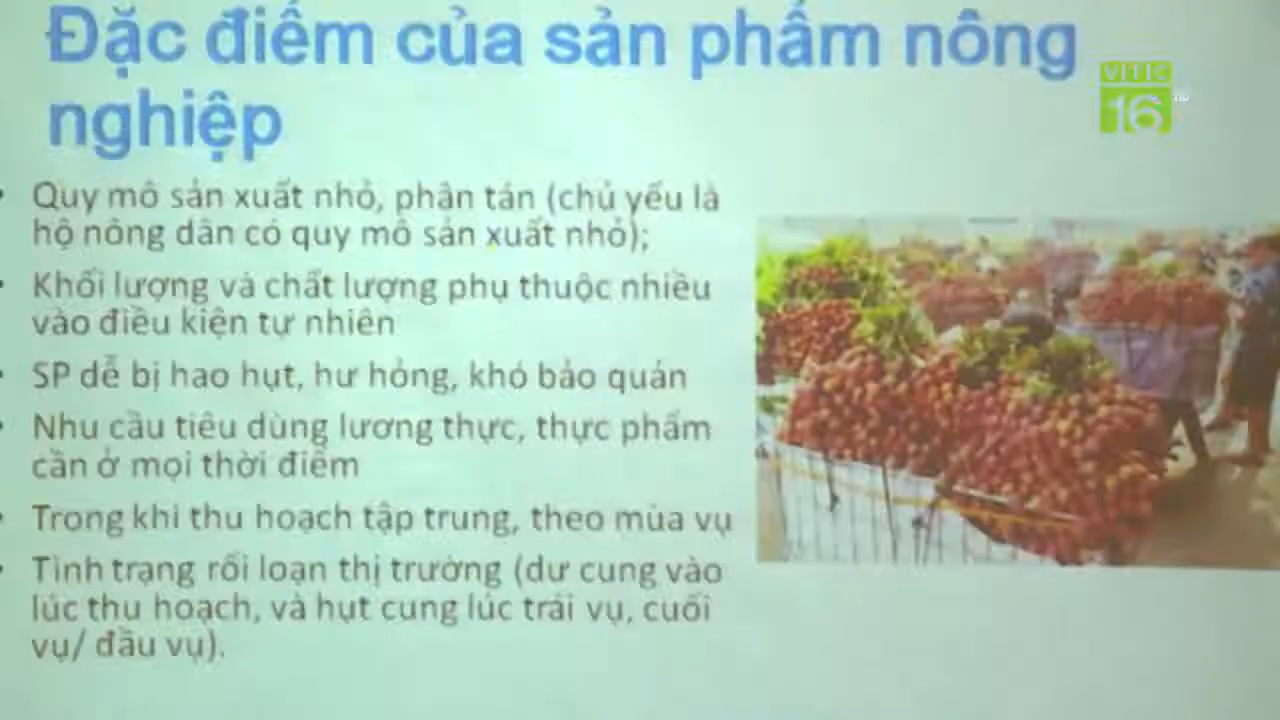 Đặc điểm của sản phẩm nông
nghiệp
VITIC
16
• Quy mô sản xuất nhỏ, phân tán (chủ yếu là
hộ nông dân có quy mô sản xuất nhỏ);
• Khối lượng và chất lượng phụ thuộc nhiều
vào điều kiện tự nhiên
• SP dễ bị hao hụt, hư hỏng, khó bảo quản
• Nhu cầu tiêu dùng lương thực, thực phẩm
cần ở mọi thời điểm
• Trong khi thu hoạch tập trung, theo mùa vụ
• Tình trạng rối loạn thị trường (dư cung vào
lúc thu hoạch, và hụt cung lúc trái vụ, cuối
vụ/ đầu vụ).